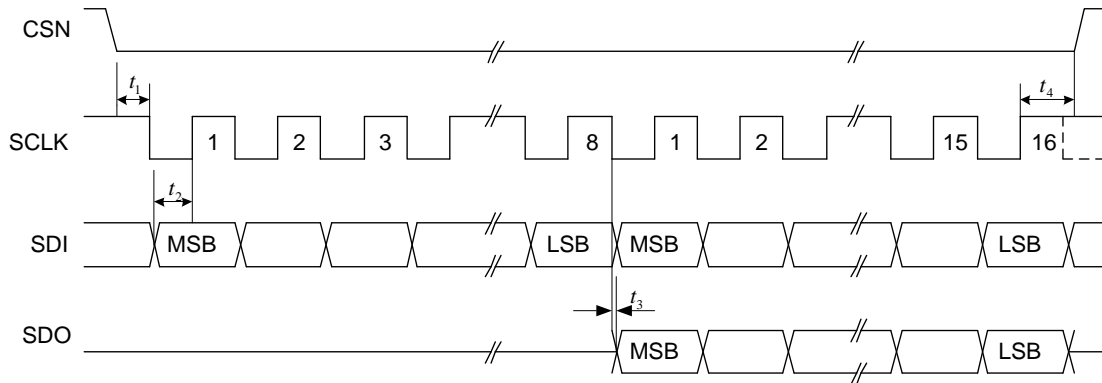 CSN
t1
t4
SCLK
1 2 3 8 1 2 15 16
t2
SDI
MSB LSB MSB LSB
t3
SDO
MSB LSB